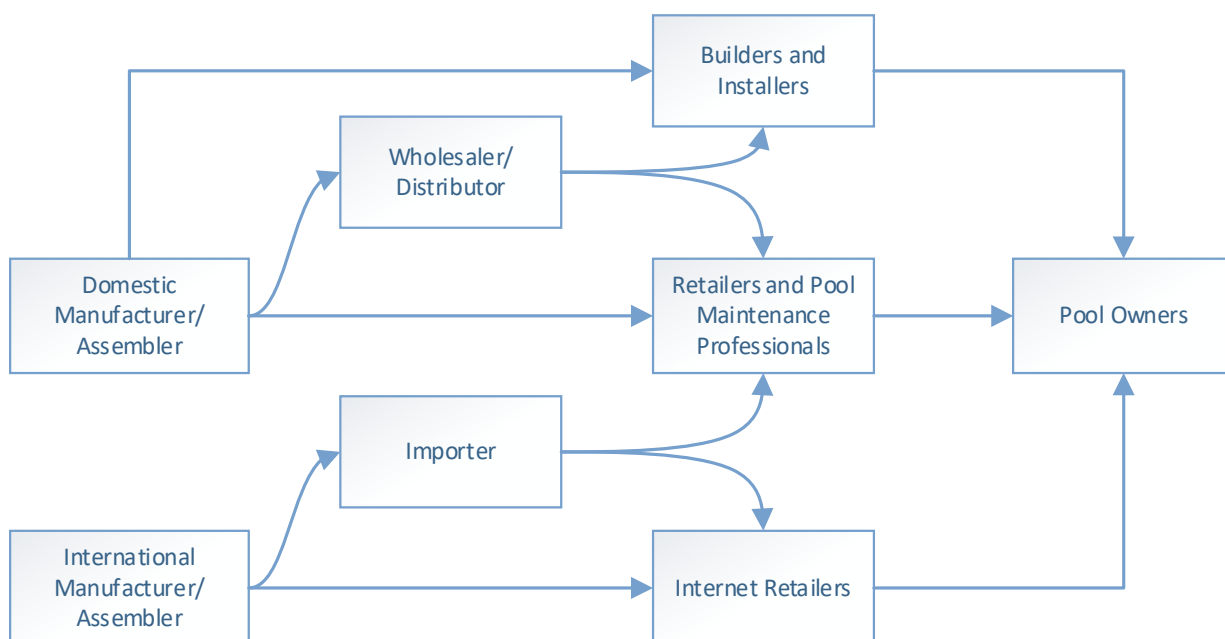 Builders and
Installers
Wholesaler/
Distributor
Domestic
Manufacturer/
Assembler
Retailers and Pool
Maintenance
Professionals
Pool Owners
Importer
International
Manufacturer/
Assembler
Internet Retailers